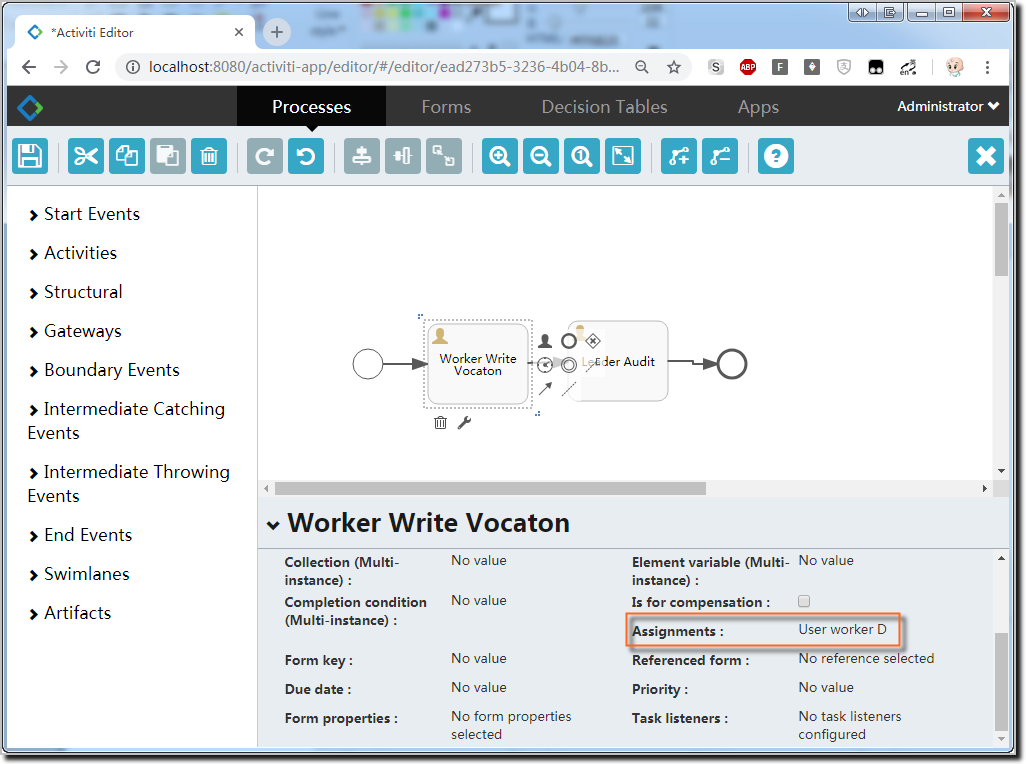 *Activiti Editor
localhost:8080/activiti-app/editor/#/editor/ead273b5-3236-4b04-8b...
S
ABP
F
en
Processes
Forms
Decision Tables
Apps
Administrator
Start Events
Activities
Structural
Gateways
Boundary Events
Intermediate Catching
Events
Intermediate Throwing
Events
End Events
Swimlanes
Artifacts
Worker Write
Vocaton
Leader Audit
Worker Write Vocaton
Collection (Multi-
instance) :
No value
Element variable (Multi-
instance) :
No value
Completion condition
(Multi-instance) :
No value
Is for compensation :
Assignments :
User worker D
Form key :
No value
Referenced form :
No reference selected
Due date :
No value
Priority :
No value
Form properties :
No form properties
selected
Task listeners :
No task listeners
configured